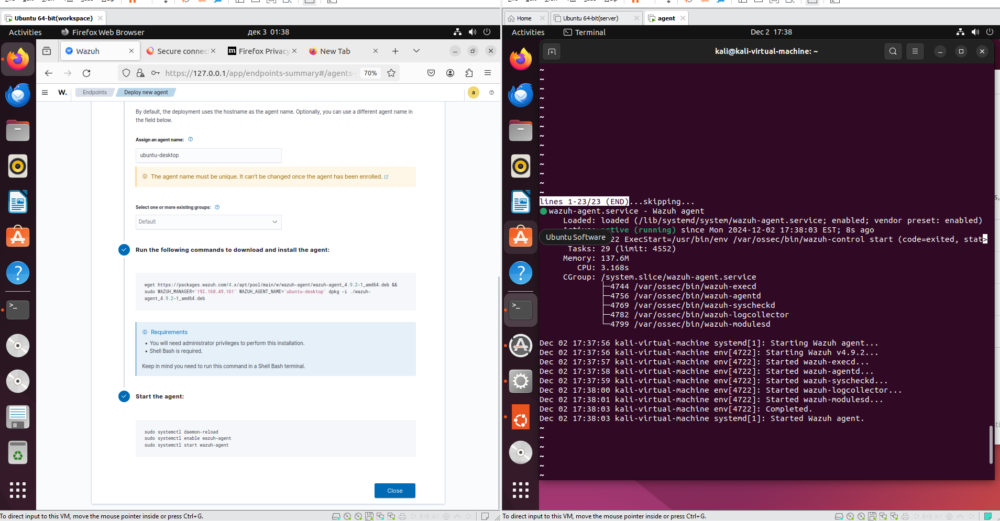 Ubuntu 64-bit(workspace)
Activities
Firefox Web Browser
дек 3 01:38
Wazuh
Secure connec
Firefox Privacy
New Tab
https://127.0.0.1/app/endpoints-summary#/agents-
70%
W.
Endpoints
Deploy new agent
a
By default, the deployment uses the hostname as the agent name. Optionally, you can use a different agent name in
the field below.
Assign an agent name:
ubuntu-desktop
The agent name must be unique. It can't be changed once the agent has been enrolled.
Select one or more existing groups:
Default
Run the following commands to download and install the agent:
wget https://packages.wazuh.com/4.x/apt/pool/main/w/wazuh-agent/wazuh-agent_4.9.2-1_amd64.deb &&
sudo WAZUH_MANAGER='192.168.49.161' WAZUH_AGENT_NAME='ubuntu-desktop' dpkg -i ./wazuh-
agent_4.9.2-1_amd64.deb
Requirements
• You will need administrator privileges to perform this installation.
• Shell Bash is required.
Keep in mind you need to run this command in a Shell Bash terminal.
Start the agent:
sudo systemctl daemon-reload
sudo systemctl enable wazuh-agent
sudo systemctl start wazuh-agent
Close
To direct input to this VM, move the mouse pointer inside or press Ctrl+G.
Home
Ubuntu 64-bit(server)
agent
Activities
Terminal
Dec 2 17:38
kali@kali-virtual-machine: ~
~
~
~
~
~
~
~
~
~
~
~
~
~
~
lines 1-23/23 (END)...skipping...
● wazuh-agent.service - Wazuh agent
Loaded: loaded (/lib/systemd/system/wazuh-agent.service; enabled; vendor preset: enabled)
active (running) since Mon 2024-12-02 17:38:03 EST; 8s ago
Ubuntu Software
22 ExecStart=/usr/bin/env /var/ossec/bin/wazuh-control start (code=exited, stat>
Tasks: 29 (limit: 4552)
Memory: 137.6M
CPU: 3.168s
CGroup: /system.slice/wazuh-agent.service
├─4744 /var/ossec/bin/wazuh-execd
├─4756 /var/ossec/bin/wazuh-agentd
├─4769 /var/ossec/bin/wazuh-syscheckd
├─4782 /var/ossec/bin/wazuh-logcollector
└─4799 /var/ossec/bin/wazuh-modulesd
Dec 02 17:37:56 kali-virtual-machine systemd[1]: Starting Wazuh agent...
Dec 02 17:37:56 kali-virtual-machine env[4722]: Starting Wazuh v4.9.2...
Dec 02 17:37:57 kali-virtual-machine env[4722]: Started wazuh-execd...
Dec 02 17:37:58 kali-virtual-machine env[4722]: Started wazuh-agentd...
Dec 02 17:37:59 kali-virtual-machine env[4722]: Started wazuh-syscheckd...
Dec 02 17:38:00 kali-virtual-machine env[4722]: Started wazuh-logcollector...
Dec 02 17:38:01 kali-virtual-machine env[4722]: Started wazuh-modulesd...
Dec 02 17:38:03 kali-virtual-machine env[4722]: Completed.
Dec 02 17:38:03 kali-virtual-machine systemd[1]: Started Wazuh agent.
~
~
~
~
~
~
To direct input to this VM, move the mouse pointer inside or press Ctrl+G.